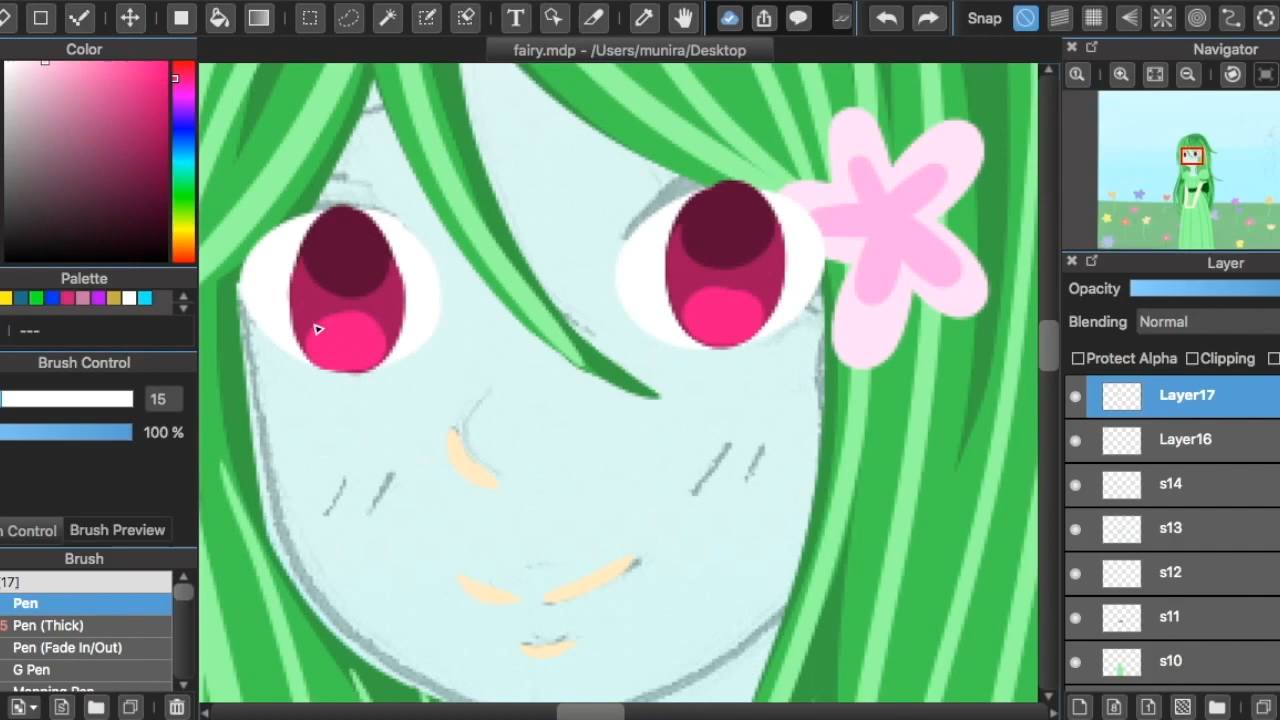 Snap
Color
fairy.mdp - /Users/munira/Desktop
Navigator
Palette
---
Brush Control
15
100 %
Control
Brush Preview
Brush
[17]
Pen
5 Pen (Thick)
Pen (Fade In/Out)
G Pen
Layer
Opacity
Blending Normal
Protect Alpha Clipping
Layer17
Layer16
s14
s13
s12
s11
s10